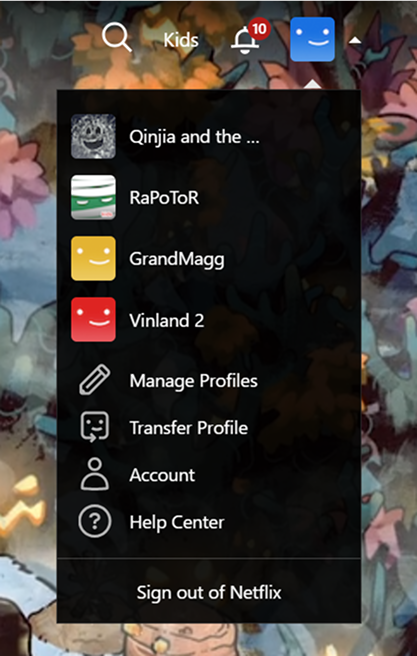 Kids
10
Qinjia and the ...
RaPoToR
GrandMagg
Vinland 2
Manage Profiles
Transfer Profile
Account
Help Center
Sign out of Netflix